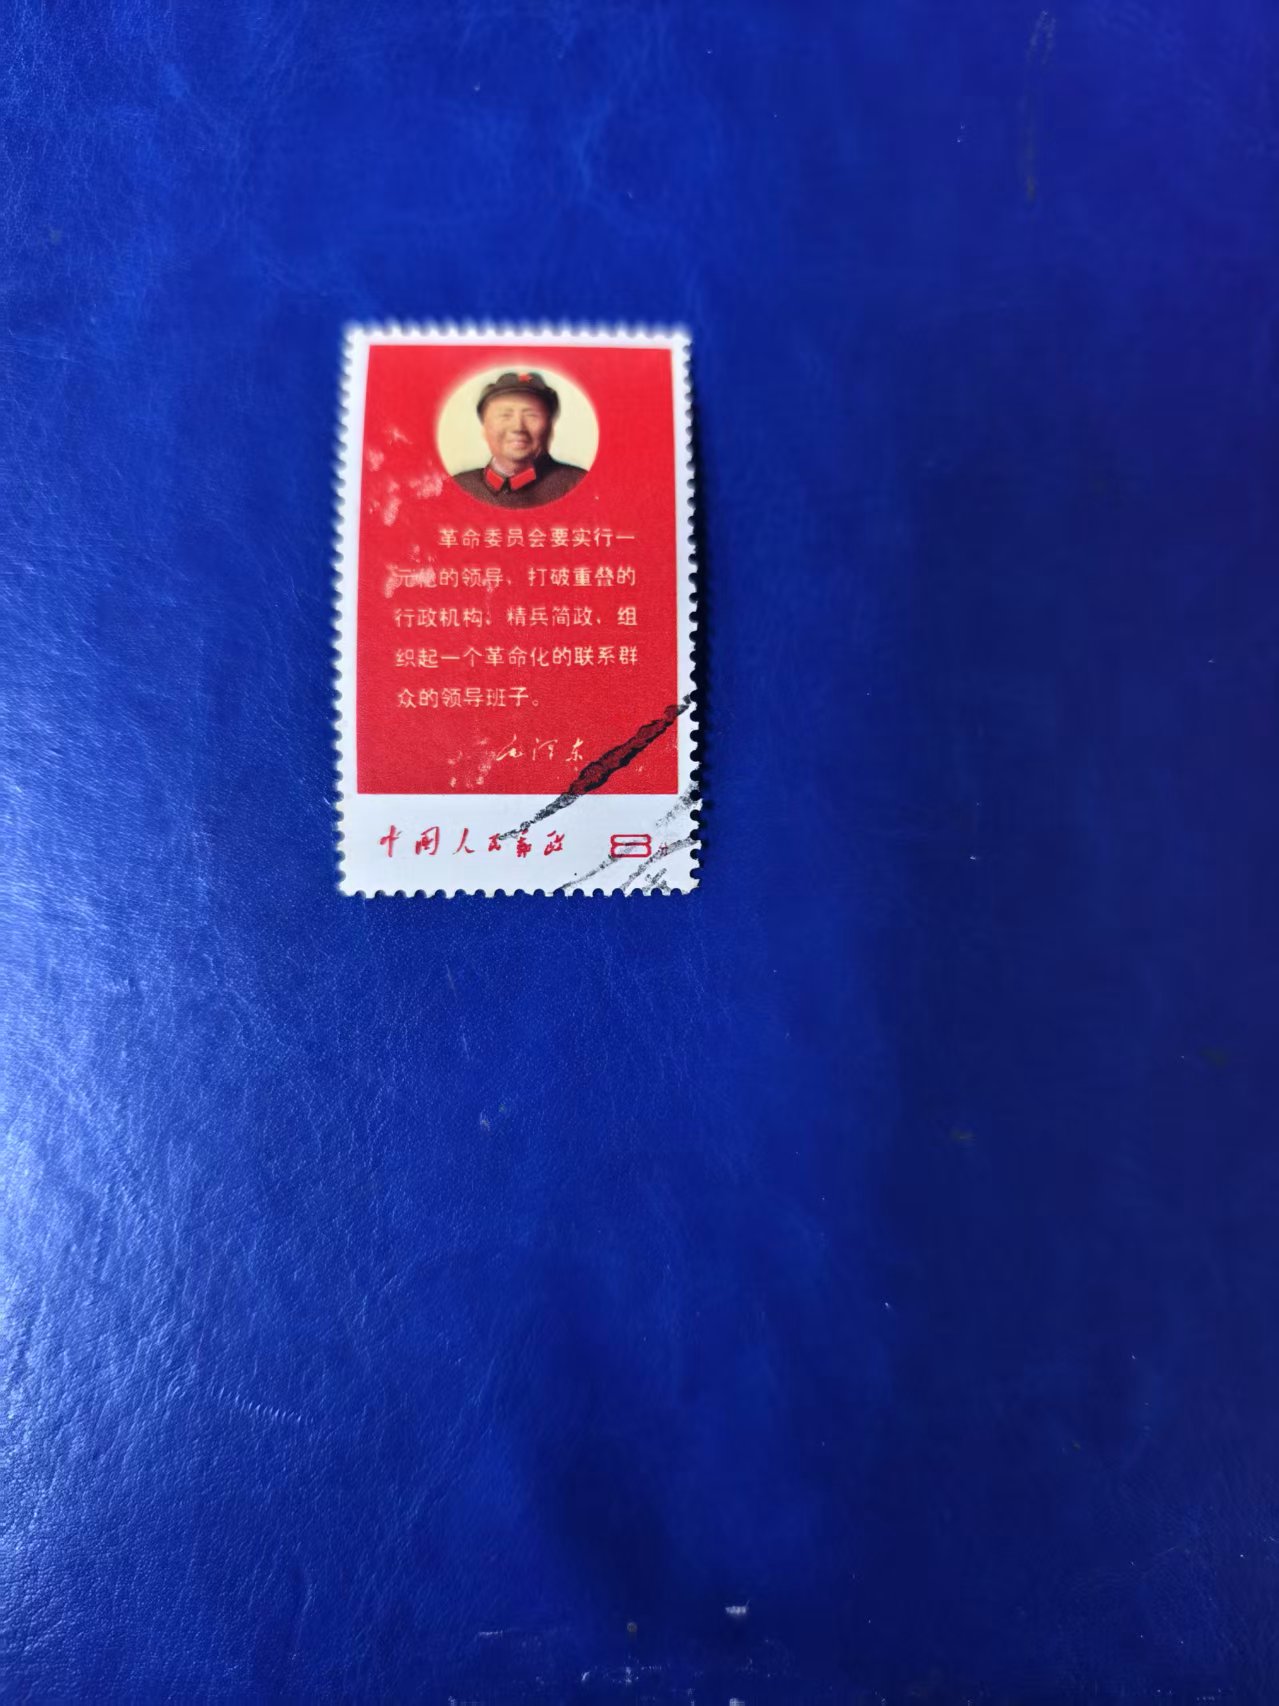 革命委员会要实行一
元化的领导、打破重叠的
行政机构、精兵简政、组
织起一个革命化的联系群
众的领导班子。
毛泽东
中国人民邮政 8分